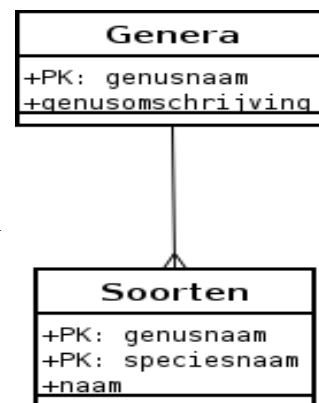 Genera
+PK: genusnaam
+genusomschrijving
Soorten
+PK: genusnaam
+PK: speciesnaam
+naam